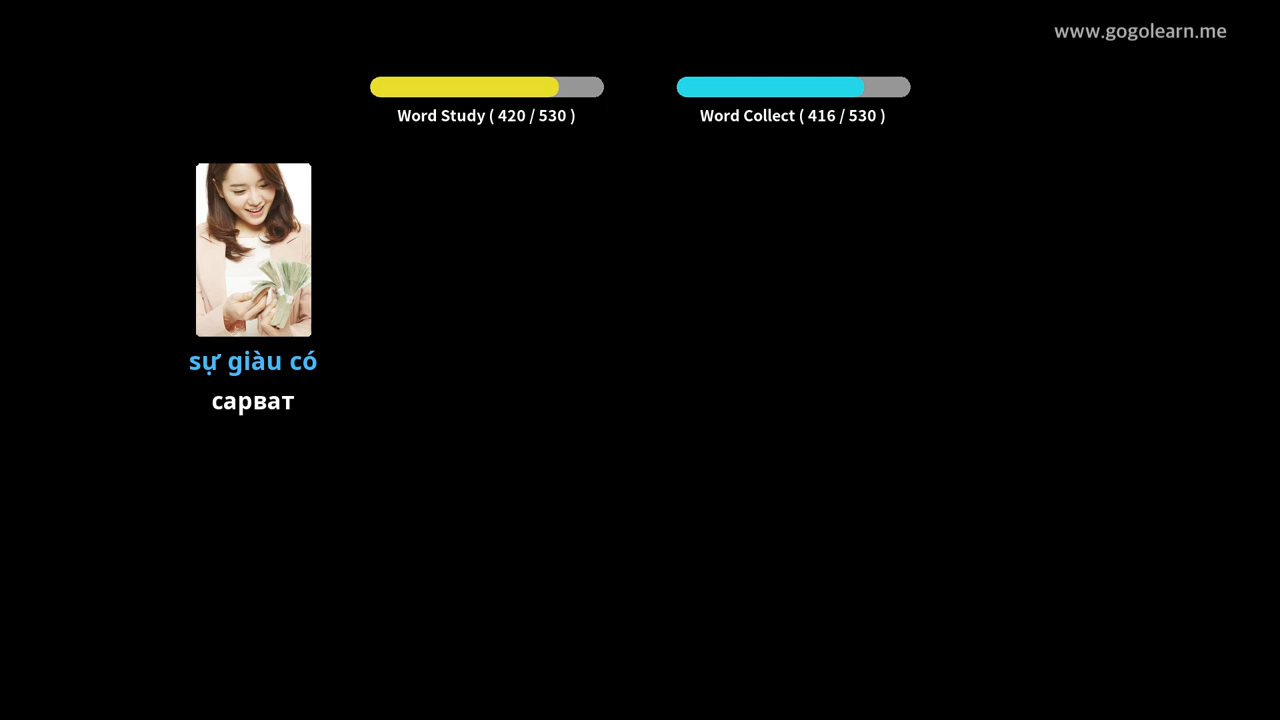 www.gogolearn.me
Word Study ( 420 / 530 )
Word Collect ( 416 / 530 )
sự giàu có
сарват